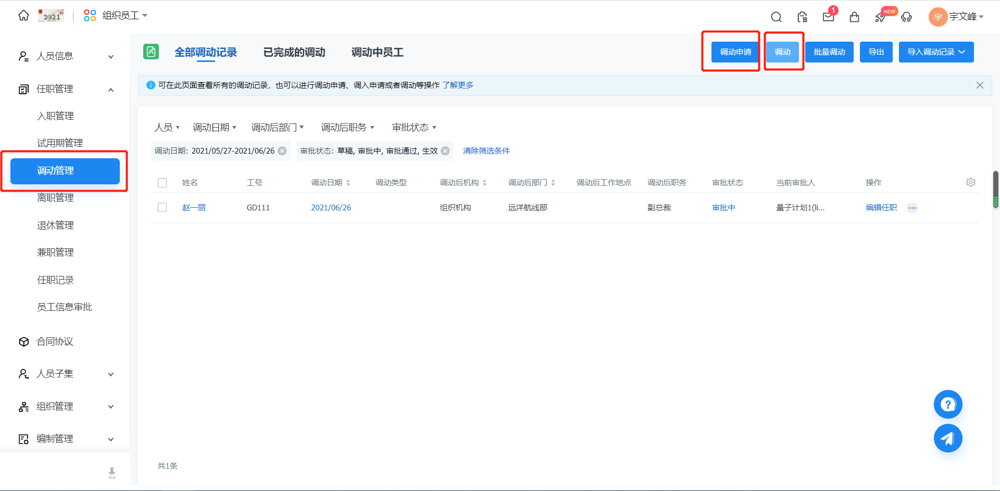 2021 组织员工
1
NEW
宇 宇文峰
人员信息
任职管理
入职管理
试用期管理
调动管理
离职管理
退休管理
兼职管理
任职记录
员工信息审批
合同协议
人员子集
组织管理
编制管理
全部调动记录 已完成的调动 调动中员工
调动申请 调动 批量调动 导出 导入调动记录
可在此页面查看所有的调动记录，也可以进行调动申请、调入申请或者调动等操作 了解更多
人员 调动日期 调动后部门 调动后职务 审批状态
调动日期: 2021/05/27-2021/06/26 审批状态: 草稿, 审批中, 审批通过, 生效 清除筛选条件
姓名 工号 调动日期 调动类型 调动后机构 调动后部门 调动后工作地点 调动后职务 审批状态 当前审批人 操作
赵一丽 GD111 2021/06/26 组织机构 远洋航线部 副总裁 审批中 量子计划1(li... 编辑任职
共1条